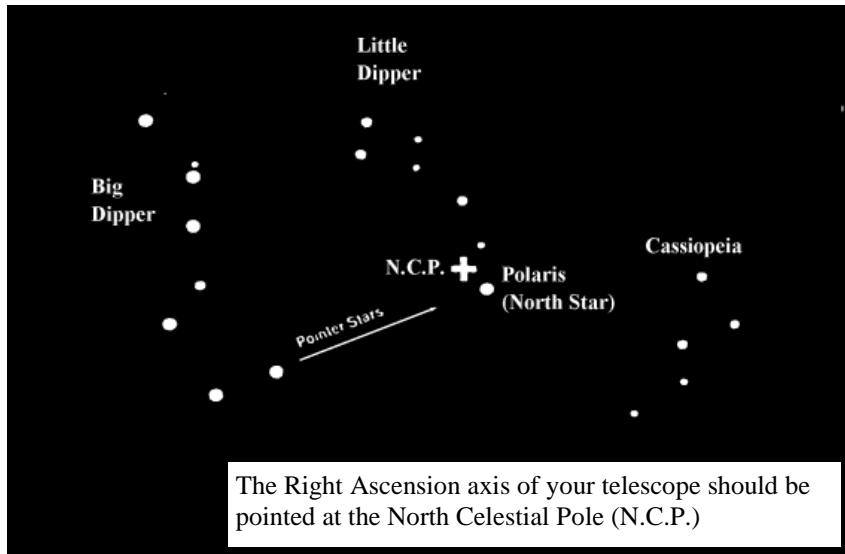 Little
Dipper
Big
Dipper
Cassiopeia
N.C.P.
Polaris
(North Star)
Pointer Stars
The Right Ascension axis of your telescope should be
pointed at the North Celestial Pole (N.C.P.)